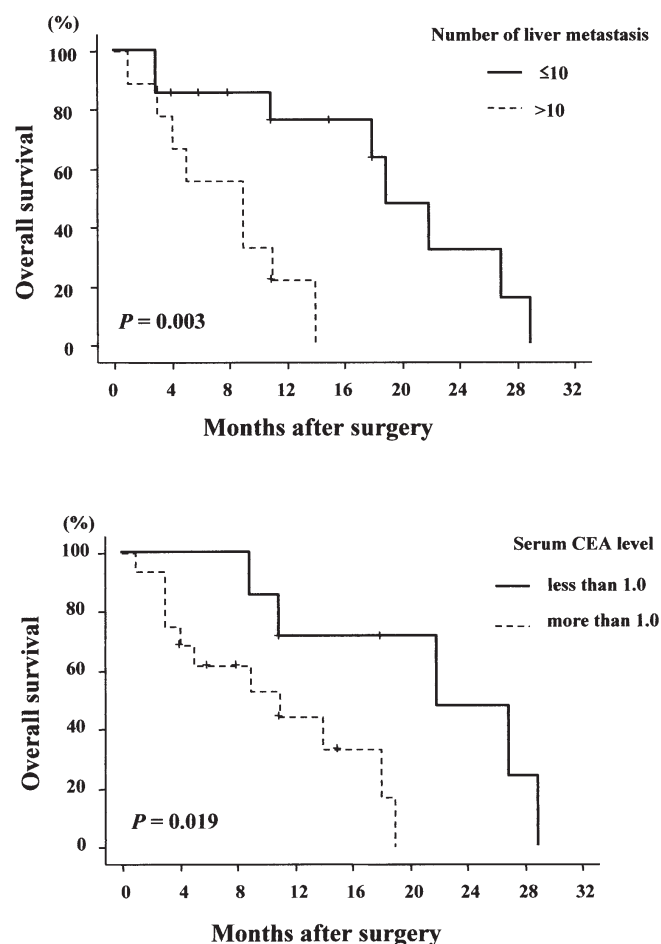 (%)
Number of liver metastasis
100
≤10
80
>10
60
40
20
0
Overall survival
P = 0.003
0 4 8 12 16 20 24 28 32
Months after surgery
(%)
Serum CEA level
100
less than 1.0
80
more than 1.0
60
40
20
0
Overall survival
P = 0.019
0 4 8 12 16 20 24 28 32
Months after surgery